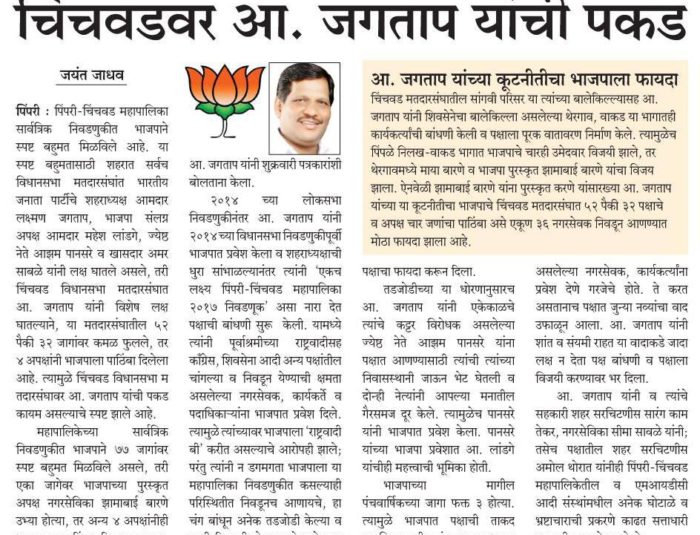 चिंचवडवर आ. जगताप यांची पकड
जयंत जाधव
पिंपरी : पिंपरी-चिंचवड महापालिका
सार्वत्रिक निवडणुकीत भाजपाने
स्पष्ट बहुमत मिळविले आहे. या
स्पष्ट बहुमतासाठी शहरात सर्वच
विधानसभा मतदारसंघांत भारतीय
जनता पार्टीचे शहराध्यक्ष आमदार
लक्ष्मण जगताप, भाजपा संलग्न
अपक्ष आमदार महेश लांडगे, ज्येष्ठ
नेते आझम पानसरे व खासदार अमर
साबळे यांनी लक्ष घातले असले, तरी
चिंचवड विधानसभा मतदारसंघात
आ. जगताप यांनी विशेष लक्ष
घातल्याने, या मतदारसंघातील ५२
पैकी ३२ जागांवर कमळ फुलले, तर
४ अपक्षांनी भाजपाला पाठिंबा दिलेला
आहे. त्यामुळे चिंचवड विधानसभा म
तदारसंघावर आ. जगताप यांची पकड
कायम असल्याचे स्पष्ट झाले आहे.
महापालिकेच्या सार्वत्रिक
निवडणुकीत भाजपने ७७ जागांवर
स्पष्ट बहुमत मिळविले असले, तरी
एका जागेवर भाजपाच्या पुरस्कृत
अपक्ष नगरसेविका झामाबाई बारणे
उभ्या होत्या, तर अन्य ४ अपक्षांनीही
आ. जगताप यांनी शुक्रवारी पत्रकारांशी
बोलताना केला.
२०१४ च्या लोकसभा
निवडणुकीनंतर आ. जगताप यांनी
२०१४च्या विधानसभा निवडणुकीपूर्वी
भाजपात प्रवेश केला व शहराध्यक्षाची
धुरा सांभाळल्यानंतर त्यांनी 'एकच
लक्ष्य पिंपरी-चिंचवड महापालिका
२०१७ निवडणूक' असा नारा देत
पक्षाची बांधणी सुरू केली. यामध्ये
त्यांनी पूर्वाश्रमीच्या राष्ट्रवादीसह
काँग्रेस, शिवसेना आदी अन्य पक्षांतील
चांगल्या व निवडून येण्याची क्षमता
असलेल्या नगरसेवक, कार्यकर्ते व
पदाधिकाऱ्यांना भाजपात प्रवेश दिले.
त्यामुळे त्यांच्यावर भाजपाला 'राष्ट्रवादी
बी' करीत असल्याचे आरोपही झाले;
परंतु त्यांनी न डगमगता भाजपाला या
महापालिका निवडणुकीत कसल्याही
परिस्थितीत निवडूनच आणायचे, हा
चंग बांधून अनेक तडजोडी केल्या व
आ. जगताप यांच्या कूटनीतीचा भाजपाला फायदा
चिंचवड मतदारसंघातील सांगवी परिसर या त्यांच्या बालेकिल्ल्यासह आ.
जगताप यांनी शिवसेनेचा बालेकिल्ला असलेल्या थेरगाव, वाकड या भागातही
कार्यकर्त्यांची बांधणी केली व पक्षाला पूरक वातावरण निर्माण केले. त्यामुळेच
पिंपळे निलख-वाकड भागात भाजपाचे चारही उमेदवार विजयी झाले, तर
थेरगावमध्ये माया बारणे व भाजपा पुरस्कृत झामाबाई बारणे यांचा विजय
झाला. ऐनवेळी झामाबाई बारणे यांना पुरस्कृत करणे यांसारख्या आ. जगताप
यांच्या या कूटनीतीचा भाजपाचे चिंचवड मतदारसंघात ५२ पैकी ३२ पक्षाचे
व अपक्ष चार जणांचा पाठिंबा असे एकूण ३६ नगरसेवक निवडून आणण्यात
मोठा फायदा झाला आहे.
पक्षाचा फायदा करून दिला.
तडजोडीच्या या धोरणानुसारच
आ. जगताप यांनी एकेकाळचे
त्यांचे कट्टर विरोधक असलेल्या
ज्येष्ठ नेते आझम पानसरे यांना
पक्षात आणण्यासाठी त्यांची त्यांच्या
निवासस्थानी जाऊन भेट घेतली व
दोन्ही नेत्यांनी आपल्या मनातील
गैरसमज दूर केले. त्यामुळेच पानसरे
यांनी भाजपात प्रवेश केला. पानसरे
यांच्या भाजपा प्रवेशात आ. लांडगे
यांचीही महत्त्वाची भूमिका होती.
भाजपाच्या मागील
पंचवार्षिकच्या जागा फक्त ३ होत्या.
त्यामुळे भाजपात पक्षाची ताकद
असलेल्या नगरसेवक, कार्यकर्त्यांना
प्रवेश देणे गरजेचे होते. ते करत
असतानाच पक्षात जुन्या नव्यांचा वाद
उफाळून आला. आ. जगताप यांनी
शांत व संयमी राहत या वादाकडे जादा
लक्ष न देता पक्ष बांधणी व पक्षाला
विजयी करण्यावर भर दिला.
आ. जगताप यांनी व त्यांचे
सहकारी शहर सरचिटणीस सारंग काम
तेकर, नगरसेविका सीमा सावळे यांनी;
तसेच पक्षातील शहर सरचिटणीस
अमोल थोरात यांनीही पिंपरी-चिंचवड
महापालिकेतील व एमआयडीसी
आदी संस्थांमधील अनेक घोटाळे व
भ्रष्टाचाराची प्रकरणे काढत सत्ताधारी